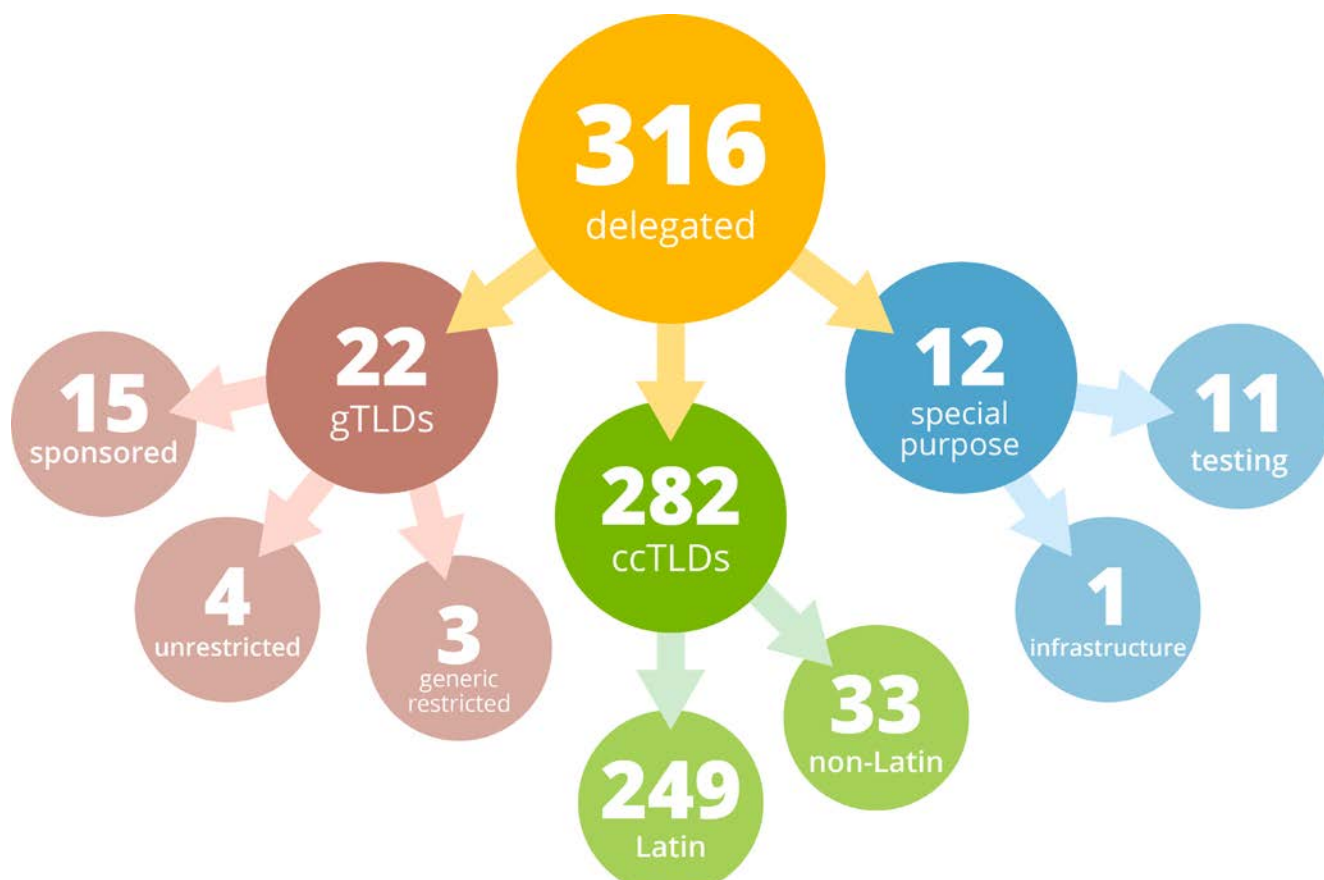 316
delegated
22
gTLDs
12
special
purpose
15
sponsored
11
testing
282
ccTLDs
4
unrestricted
3
generic
restricted
1
infrastructure
33
non-Latin
249
Latin